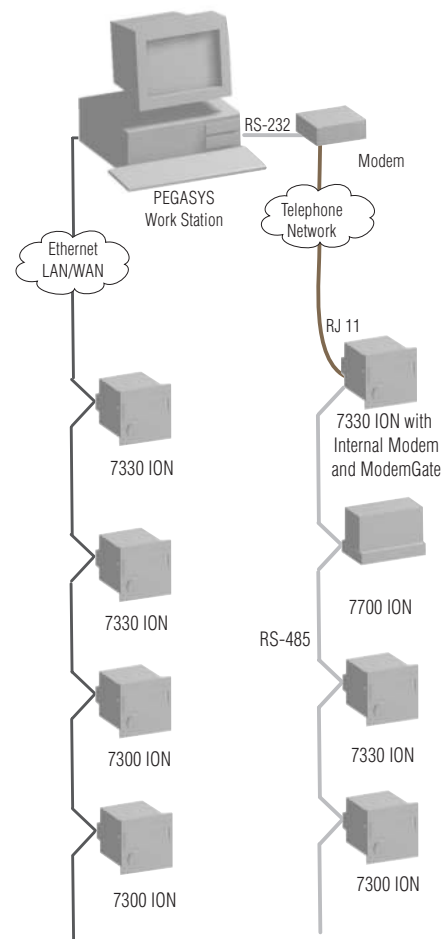 RS-232
Modem
PEGASYS
Work Station
Telephone
Network
Ethernet
LAN/WAN
RJ 11
7330 ION
7330 ION with
Internal Modem
and ModemGate
7330 ION
7700 ION
RS-485
7300 ION
7330 ION
7300 ION
7300 ION